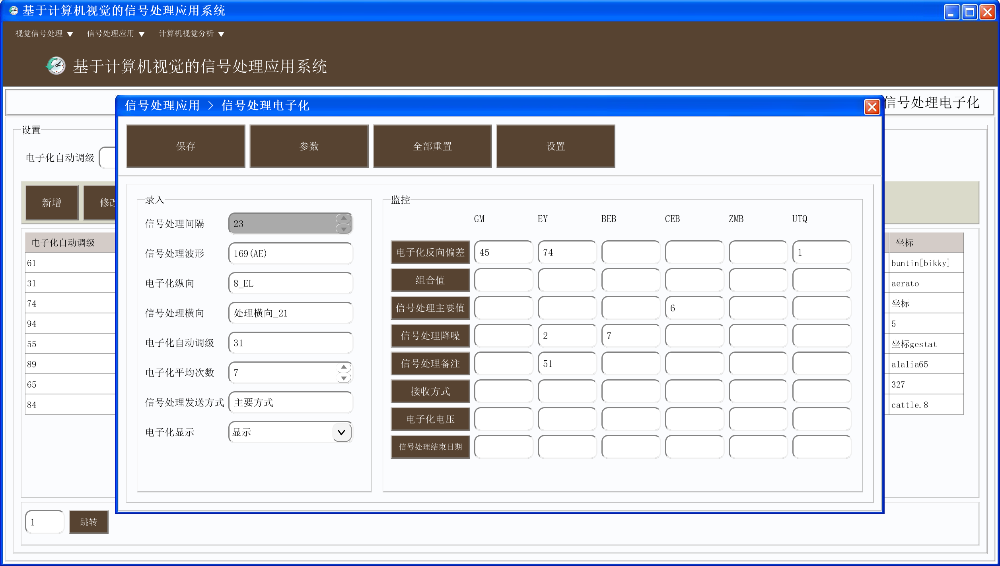 基于计算机视觉的信号处理应用系统
视觉信号处理 ▼ 信号处理应用 ▼ 计算机视觉分析 ▼
基于计算机视觉的信号处理应用系统
信号处理电子化
信号处理应用 > 信号处理电子化
设置
电子化自动调级
保存 参数 全部重置 设置
新增 修改
录入
信号处理间隔 23
信号处理波形 169(AE)
电子化纵向 8_EL
信号处理横向 处理横向_21
电子化自动调级 31
电子化平均次数 7
信号处理发送方式 主要方式
电子化显示 显示
监控
GM EY BEB CEB ZMB UTQ
电子化反向偏差 45 74 1
组合值
信号处理主要值 6
信号处理降噪 2 7
信号处理备注 51
接收方式
电子化电压
信号处理结束日期
电子化自动调级 坐标
61 buntin[bikky]
31 aerato
74 坐标
94 5
55 坐标gestat
89 alalia65
65 327
84 cattle.8
1 跳转